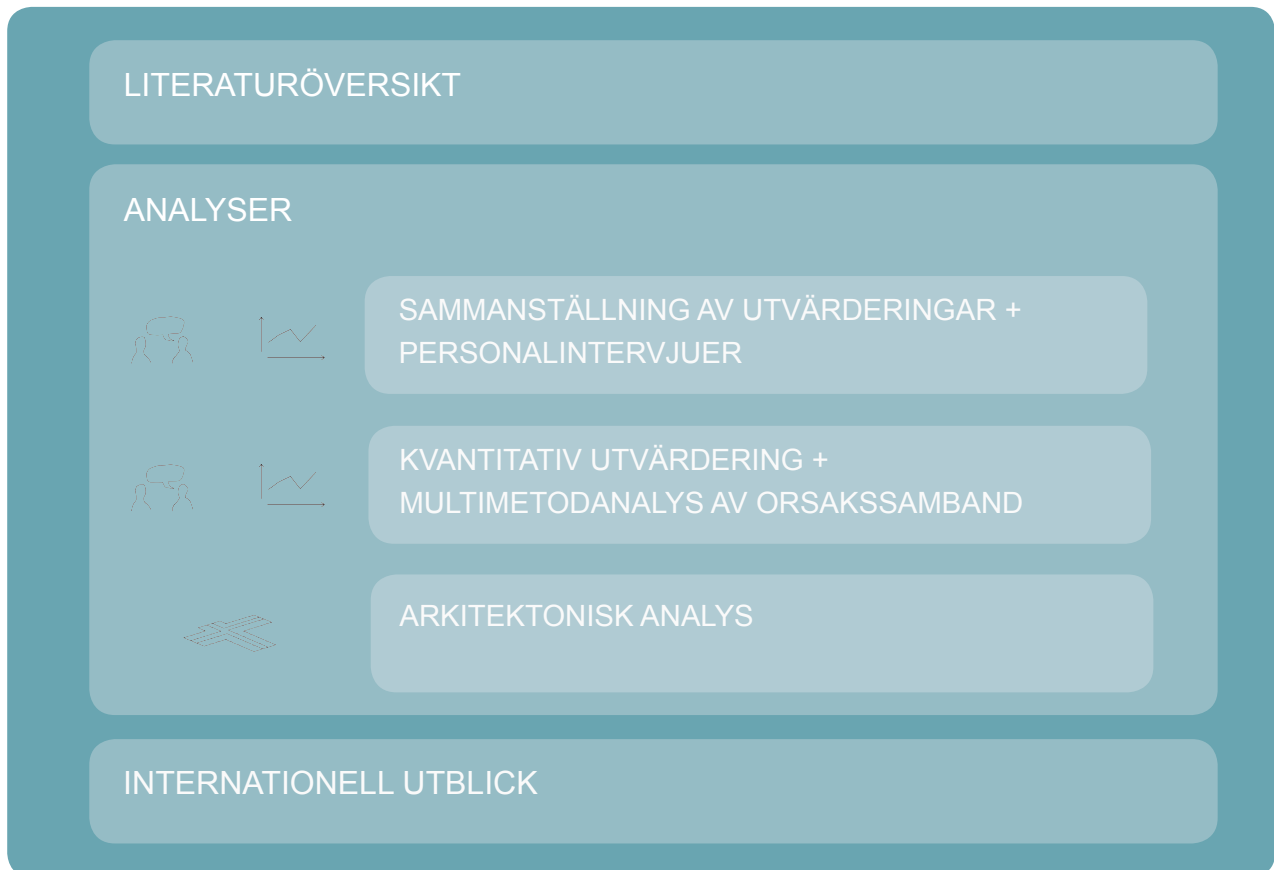 LITERATURÖVERSIKT
ANALYSER
SAMMANSTÄLLNING AV UTVÄRDERINGAR +
PERSONALINTERVJUER
KVANTITATIV UTVÄRDERING +
MULTIMETODANALYS AV ORSAKSSAMBAND
ARKITEKTONISK ANALYS
INTERNATIONELL UTBLICK